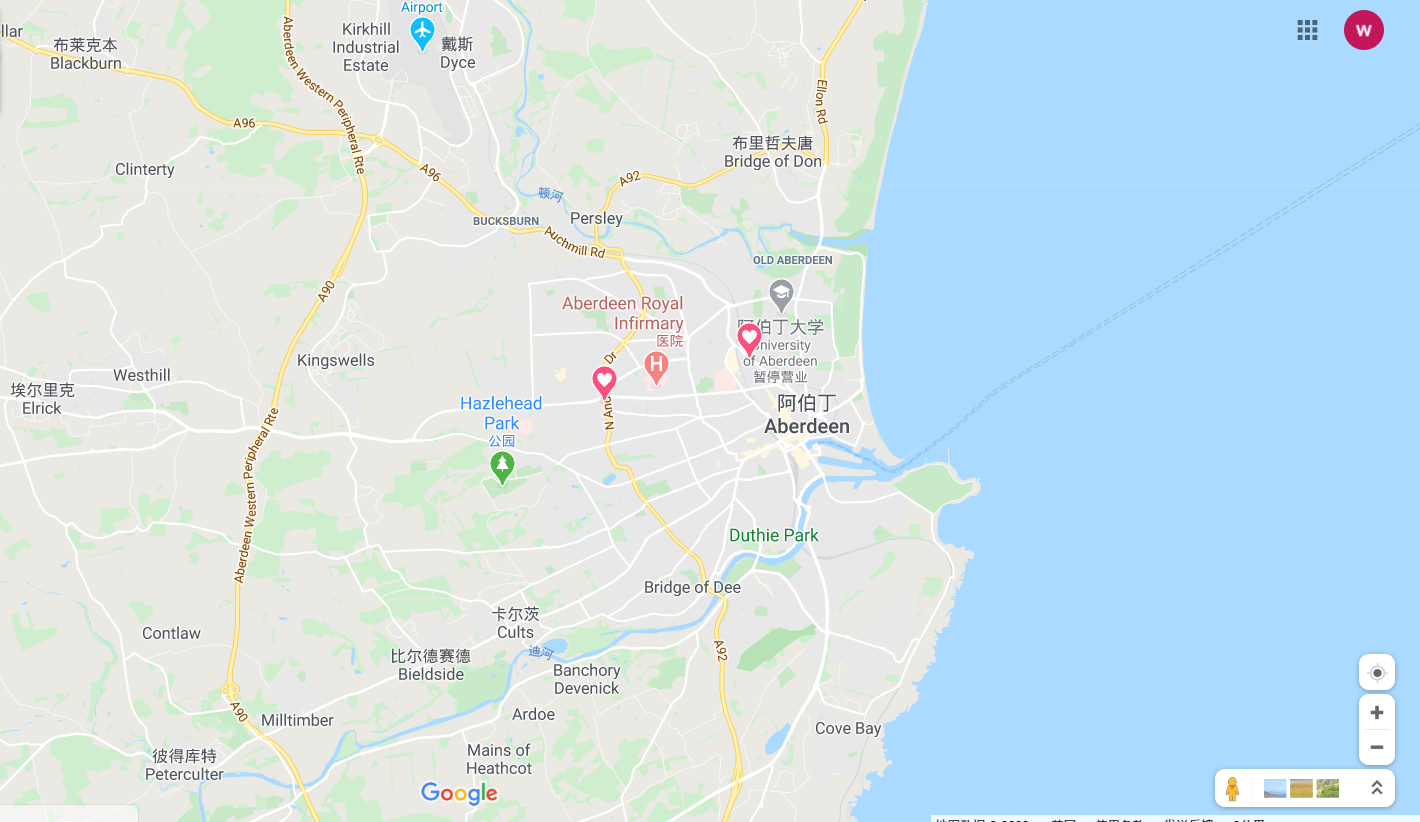 Airport
Kirkhill
Industrial
Estate
戴斯
Dyce
布莱克本
Blackburn
llar
W
Aberdeen Western Peripheral Rte
Ellon Rd
A96
布里哲夫唐
Bridge of Don
Clinterty
A96
A92
顿河
BUCKSBURN
Persley
Auchmill Rd
OLD ABERDEEN
A90
Aberdeen Royal
Infirmary
医院
阿伯丁大学
University
of Aberdeen
暂停营业
Kingswells
Dr
H
Westhill
埃尔里克
Elrick
Hazlehead
Park
公园
N And
阿伯丁
Aberdeen
Aberdeen Western Peripheral Rte
Duthie Park
Bridge of Dee
卡尔茨
Cults
Contlaw
迪河
A92
比尔德赛德
Bieldside
Banchory
Devenick
A90
Milltimber
Ardoe
Cove Bay
彼得库特
Peterculter
Mains of
Heathcot
Google